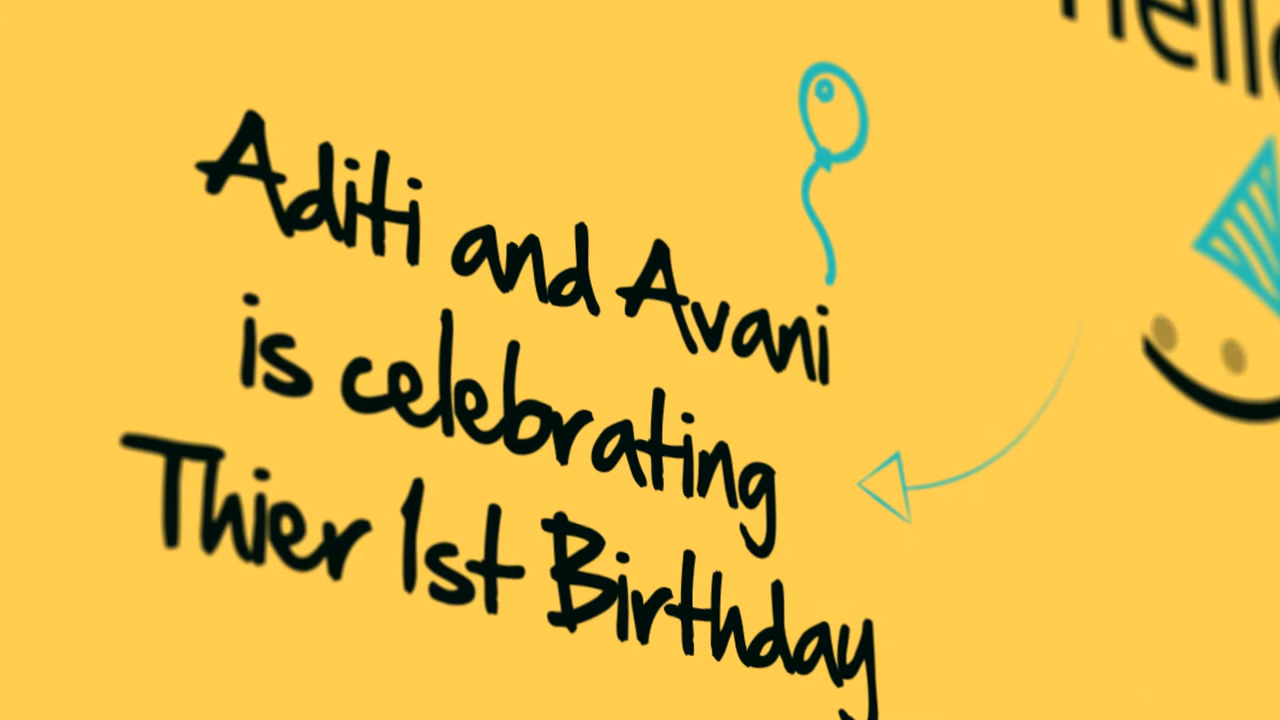 Aditi and Avani
is celebrating
Thier 1st Birthday